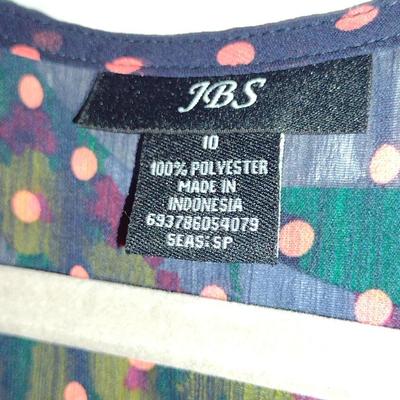 JBS
10
100% POLYESTER
MADE IN
INDONESIA
693786054079
SEAS: SP